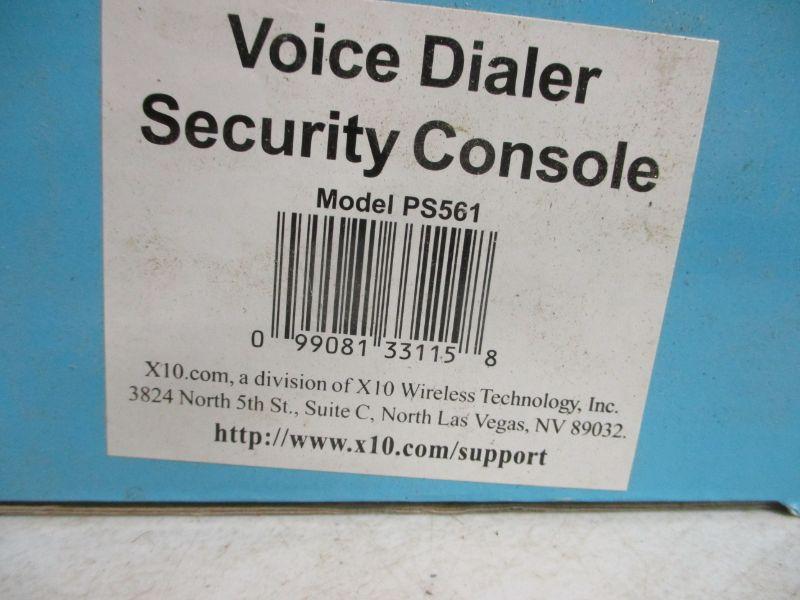 Voice Dialer
Security Console
Model PS561
0 99081 33115 8
X10.com, a division of X10 Wireless Technology, Inc.
3824 North 5th St., Suite C, North Las Vegas, NV 89032.
http://www.x10.com/support